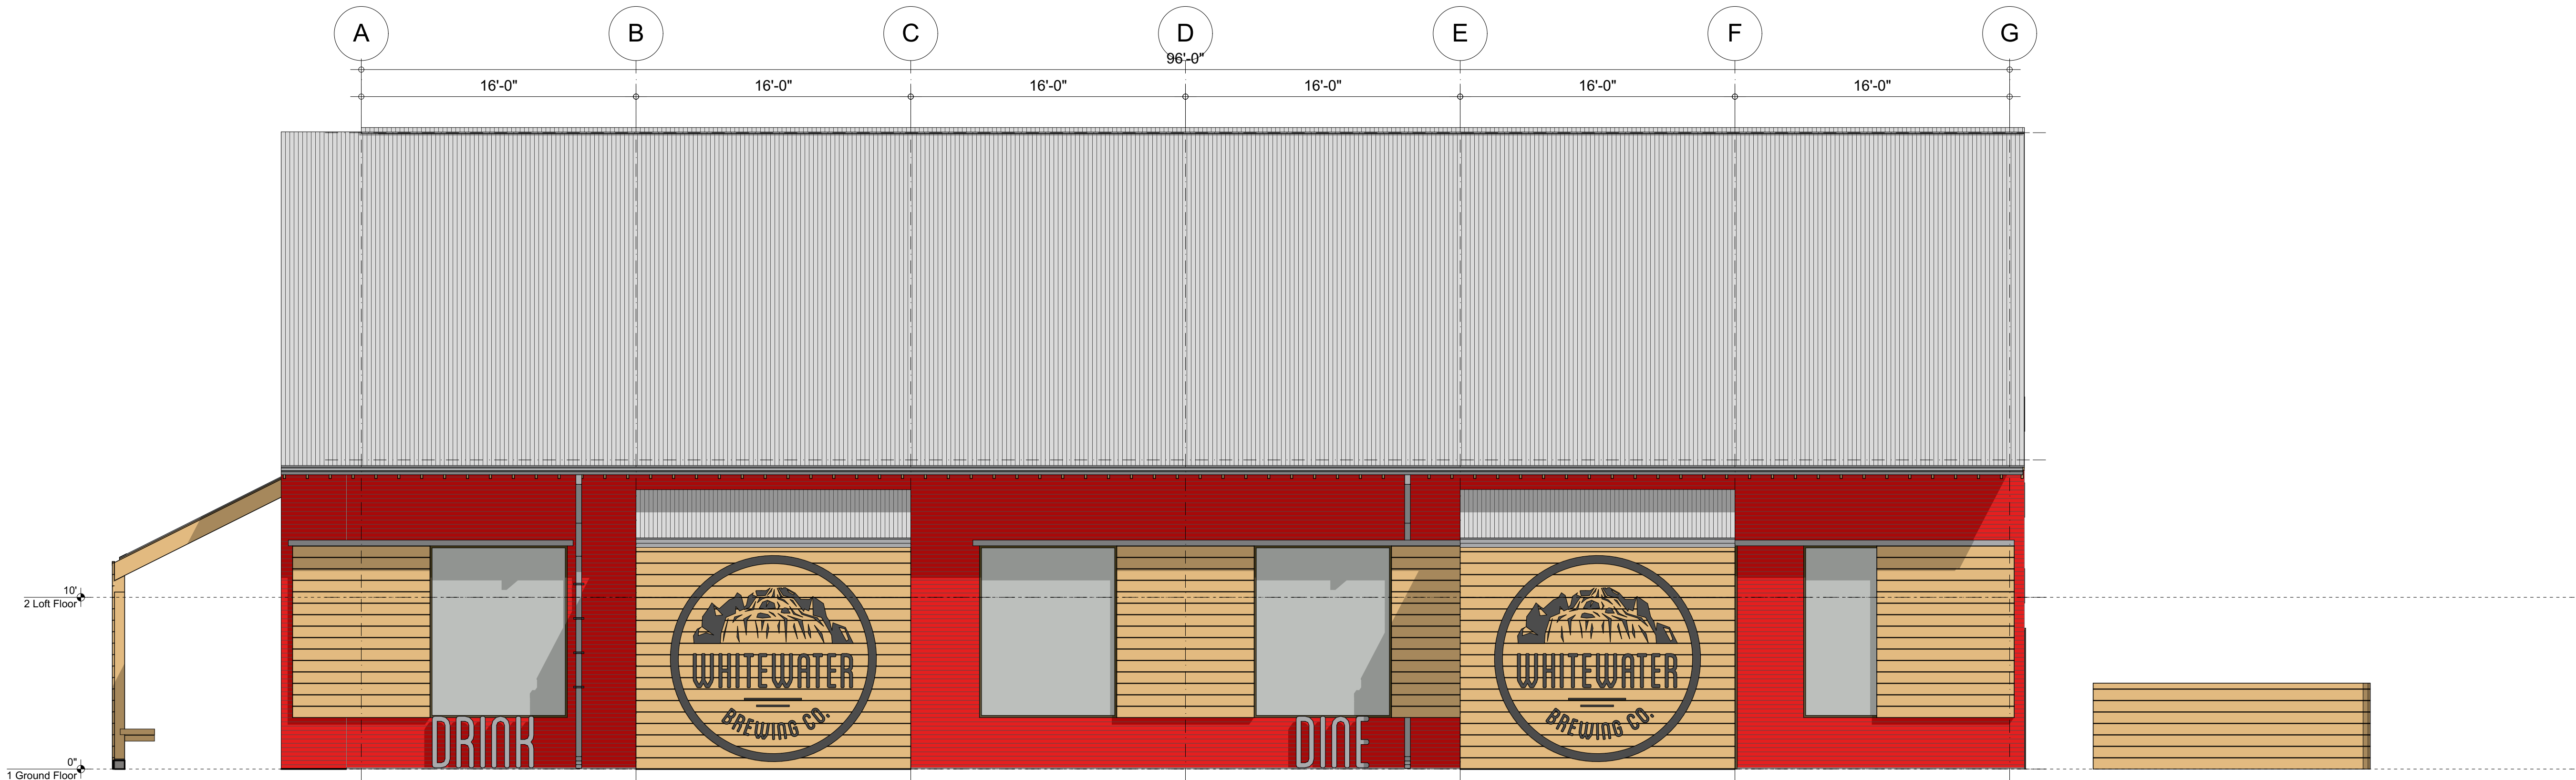 A B C D E F G
96'-0"
16'-0" 16'-0" 16'-0" 16'-0" 16'-0" 16'-0"
10'
2 Loft Floor
WHITEWATER
BREWING CO.
WHITEWATER
BREWING CO.
DRINK
DINE
0"
1 Ground Floor